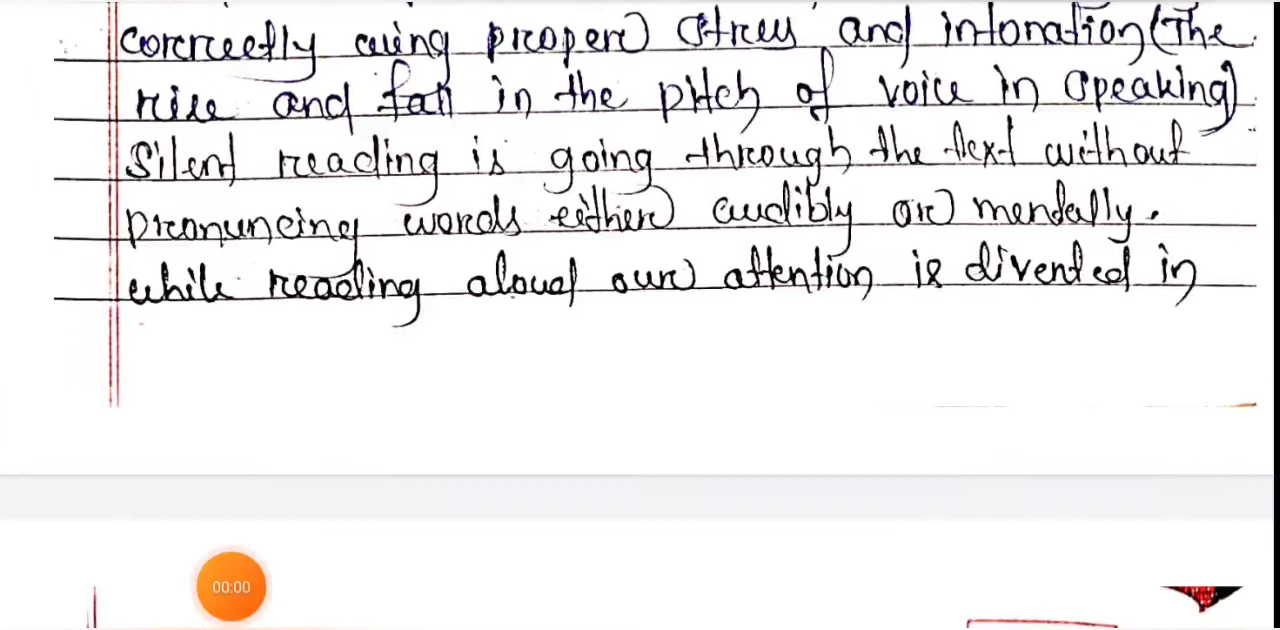 correctly using proper stress and intonation (The
rise and fall in the pitch of voice in speaking)
Silent reading is going through the text without
pronuncing words either audibly or mentally.
while reading aloud our attention is divented in
00:00